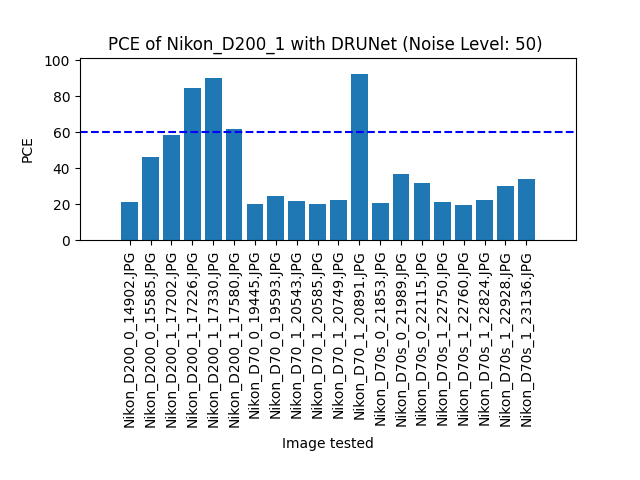 PCE of Nikon_D200_1 with DRUNet (Noise Level: 50)
100
80
60
40
20
0
PCE
Nikon_D200_0_14902.JPG
Nikon_D200_0_15585.JPG
Nikon_D200_1_17202.JPG
Nikon_D200_1_17226.JPG
Nikon_D200_1_17330.JPG
Nikon_D200_1_17580.JPG
Nikon_D70_0_19445.JPG
Nikon_D70_0_19593.JPG
Nikon_D70_1_20543.JPG
Nikon_D70_1_20585.JPG
Nikon_D70_1_20749.JPG
Nikon_D70_1_20891.JPG
Nikon_D70s_0_21853.JPG
Nikon_D70s_0_21989.JPG
Nikon_D70s_0_22115.JPG
Nikon_D70s_1_22750.JPG
Nikon_D70s_1_22760.JPG
Nikon_D70s_1_22824.JPG
Nikon_D70s_1_22928.JPG
Nikon_D70s_1_23136.JPG
Image tested